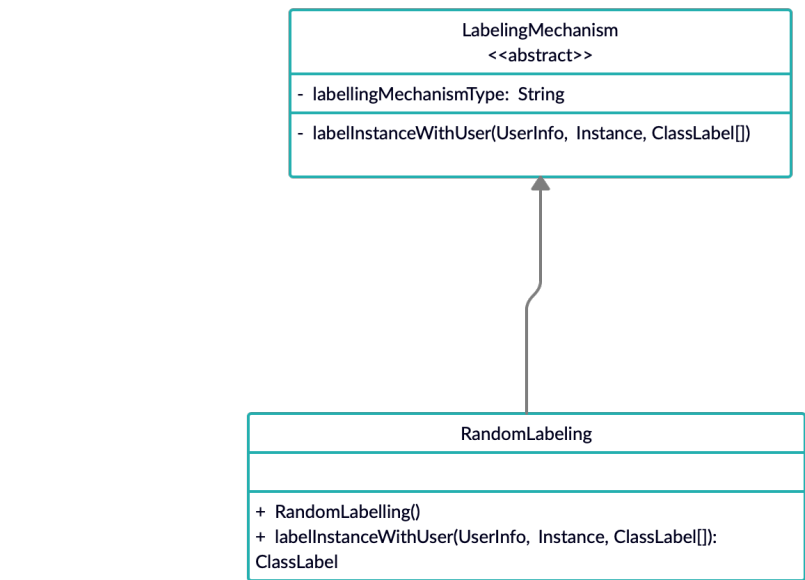 LabelingMechanism
<<abstract>>
- labellingMechanismType: String
- labelInstanceWithUser(UserInfo, Instance, ClassLabel[])
RandomLabeling
+ RandomLabelling()
+ labelInstanceWithUser(UserInfo, Instance, ClassLabel[]):
ClassLabel